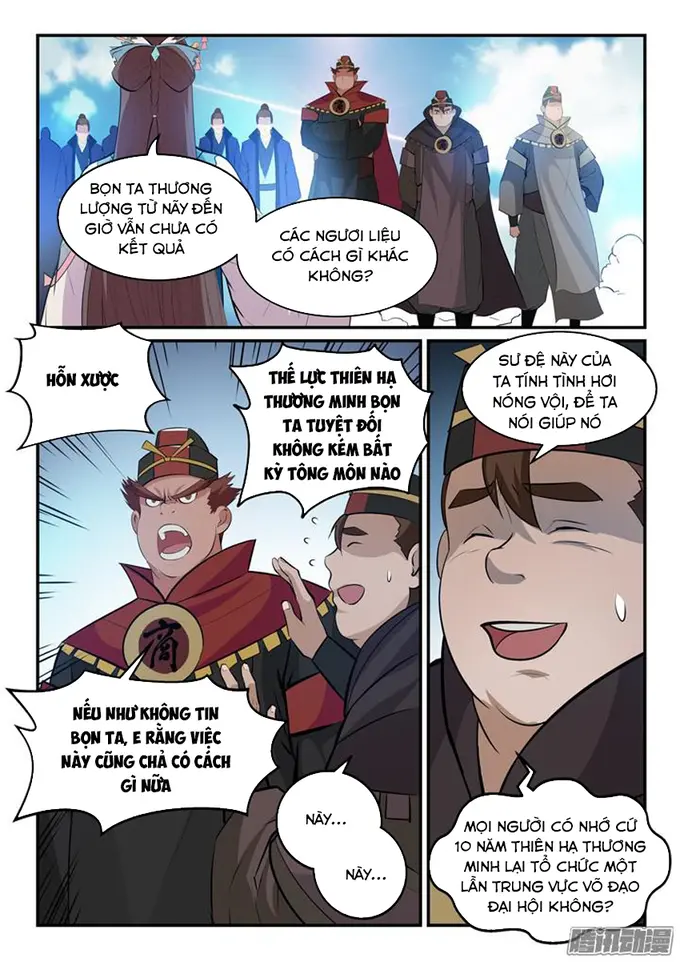 BỌN TA THƯƠNG
LƯỢNG TỪ NÃY ĐẾN
GIỜ VẪN CHƯA CÓ
KẾT QUẢ
CÁC NGƯƠI LIỆU
CÓ CÁCH GÌ KHÁC
KHÔNG?
HỖN XƯỢC
THẾ LỰC THIÊN HẠ
THƯƠNG MINH BỌN
TA TUYỆT ĐỐI
KHÔNG KÉM BẤT
KỲ TÔNG MÔN NÀO
商
NẾU NHƯ KHÔNG TIN
BỌN TA, E RẰNG VIỆC
NÀY CŨNG CHẢ CÓ CÁCH
GÌ NỮA
NÀY...
NÀY...
SƯ ĐỆ NÀY CỦA
TA TÍNH TÌNH HƠI
NÓNG VỘI, ĐỂ TA
NÓI GIÚP NÓ
MỌI NGƯỜI CÓ NHỚ CỨ
10 NĂM THIÊN HẠ THƯƠNG
MINH LẠI TỔ CHỨC MỘT
LẦN TRUNG VỰC VÕ ĐẠO
ĐẠI HỘI KHÔNG?
腾讯动漫